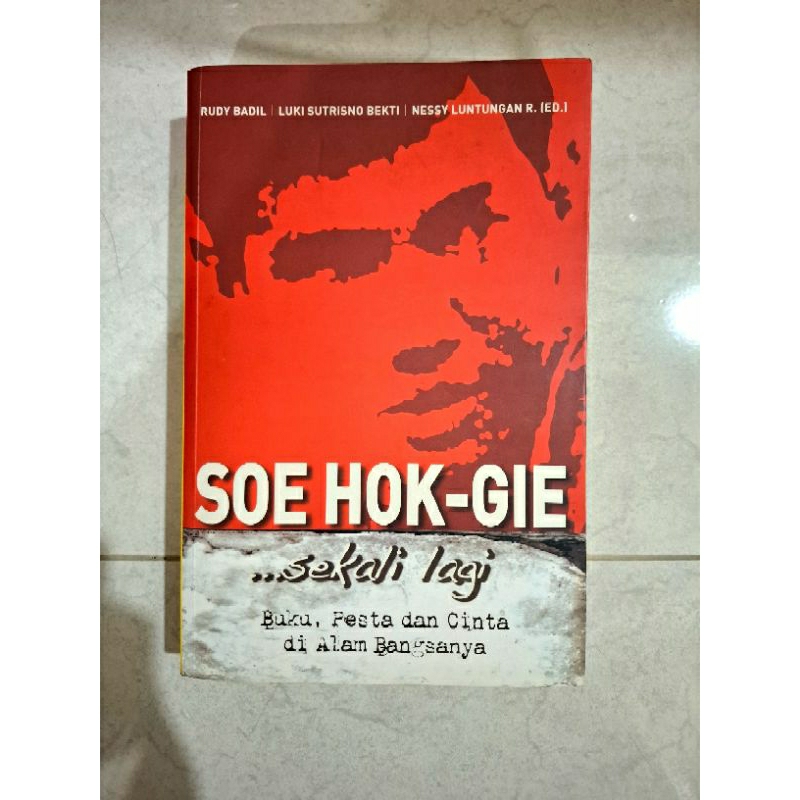 RUDY BADIL | LUKI SUTRISNO BEKTI | NESSY LUNTUNGAN R. (ED.)
SOE HOK-GIE
...sekali lagi
Buku, Pesta dan Cinta
di Alam Bangsanya